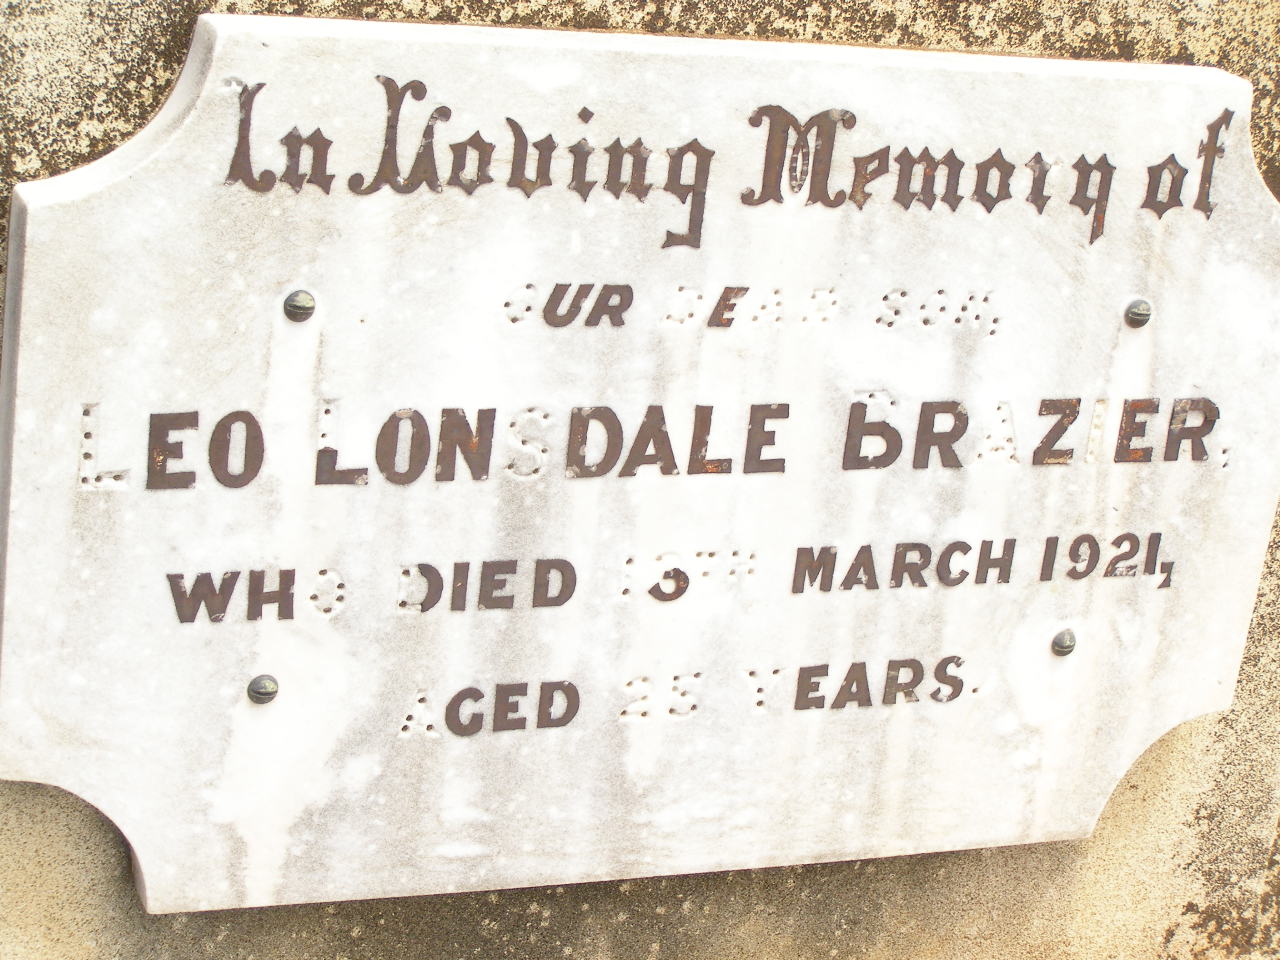 In Loving Memory of
OUR DEAR SON,
LEO LONSDALE BRAZIER,
WHO DIED 13TH MARCH 1921,
AGED 25 YEARS.